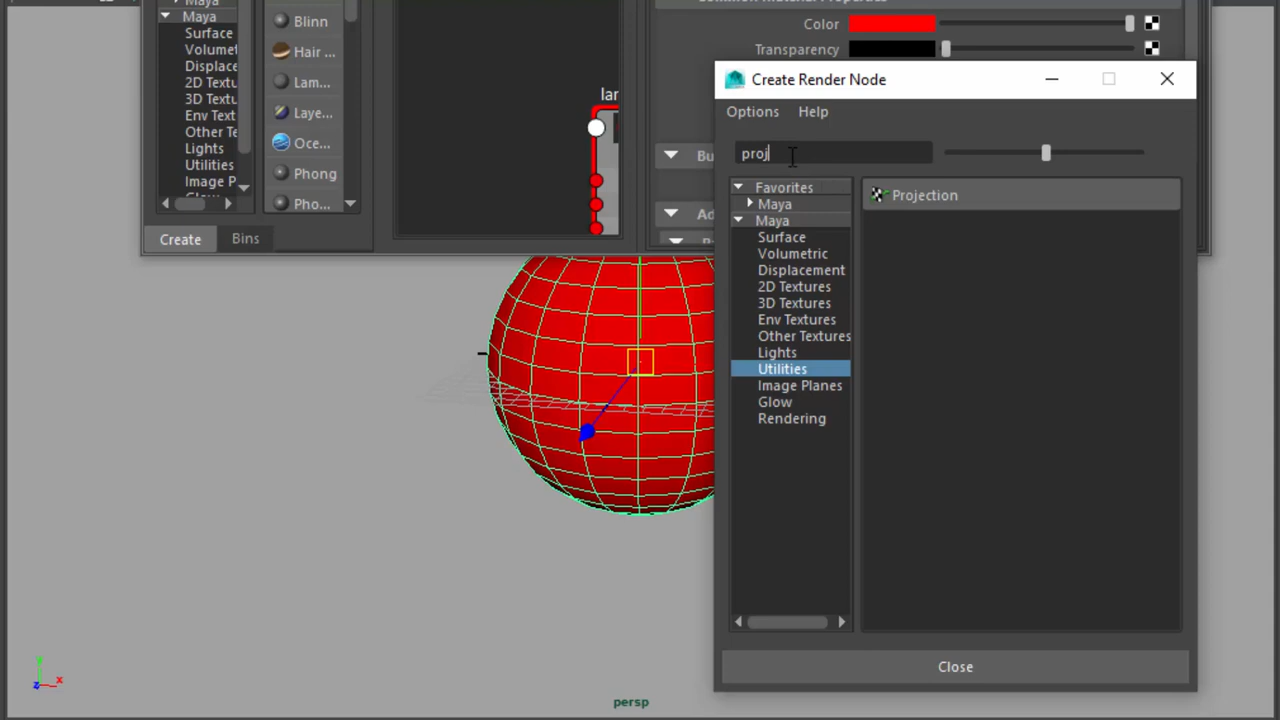 Maya
Surface
Volumet
Displace
2D Textu
3D Textu
Env Text
Other Te
Lights
Utilities
Image P
Create
Bins
Blinn
Hair ...
Lam...
Laye...
Oce...
Phong
Pho...
lar
Color
Transparency
Bu
Ad
Create Render Node
Options Help
proj
Favorites
Maya
Maya
Surface
Volumetric
Displacement
2D Textures
3D Textures
Env Textures
Other Textures
Lights
Utilities
Image Planes
Glow
Rendering
Projection
Close
persp
y
z
x